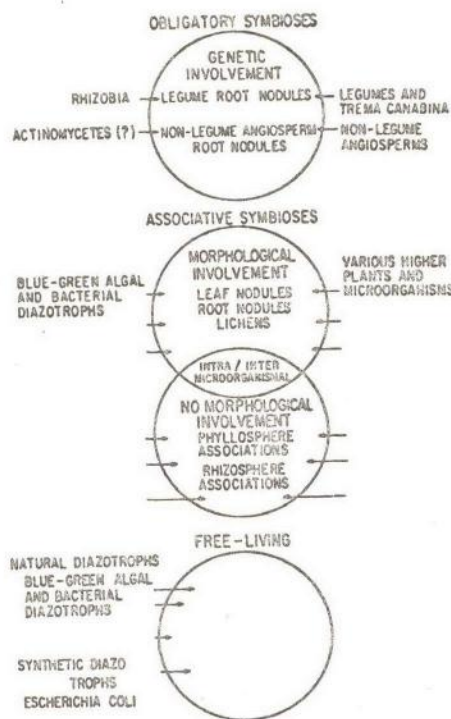 OBLIGATORY SYMBIOSES
GENETIC
INVOLVEMENT
RHIZOBIA
LEGUME ROOT NODULES
LEGUMES AND
TREMA CANABINA
ACTINOMYCETES (?)
NON-LEGUME ANGIOSPERM
ROOT NODULES
NON-LEGUME
ANGIOSPERMS
ASSOCIATIVE SYMBIOSES
MORPHOLOGICAL
INVOLVEMENT
LEAF NODULES
ROOT NODULES
LICHENS
BLUE-GREEN ALGAL
AND BACTERIAL
DIAZOTROPHS
VARIOUS HIGHER
PLANTS AND
MICROORGANISMS
INTRA / INTER
MICROORGANISMAL
NO MORPHOLOGICAL
INVOLVEMENT
PHYLLOSPHERE
ASSOCIATIONS
RHIZOSPHERE
ASSOCIATIONS
FREE-LIVING
NATURAL DIAZOTROPHS
BLUE-GREEN ALGAL
AND BACTERIAL
DIAZOTROPHS
SYNTHETIC DIAZO
TROPHS
ESCHERICHIA COLI